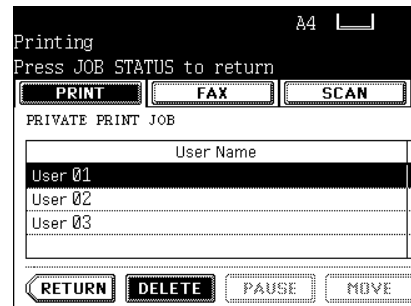 A4
Printing
Press JOB STATUS to return
PRINT FAX SCAN
PRIVATE PRINT JOB
User Name
User 01
User 02
User 03
RETURN DELETE PAUSE MOVE